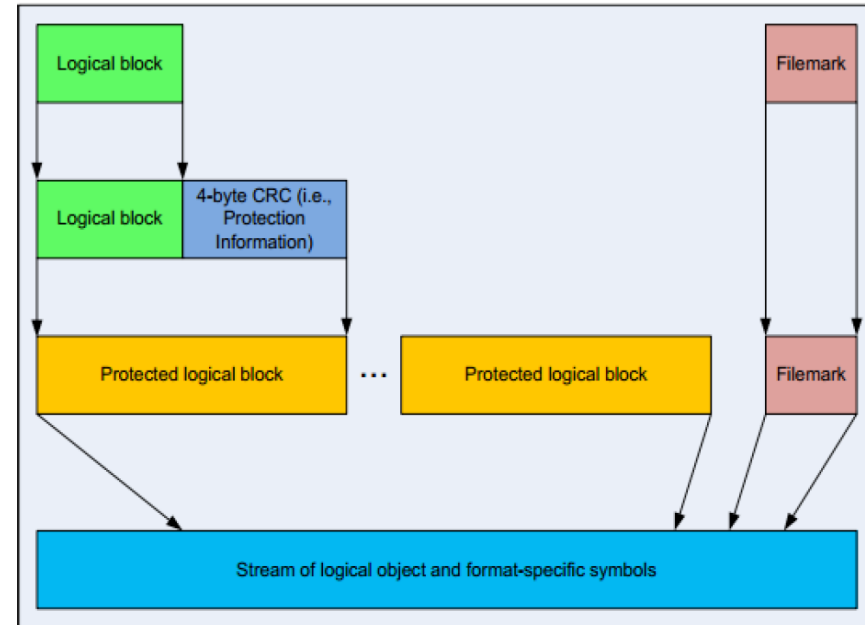 Logical block
Filemark
Logical block
4-byte CRC (i.e.,
Protection
Information)
Protected logical block
...
Protected logical block
Filemark
Stream of logical object and format-specific symbols